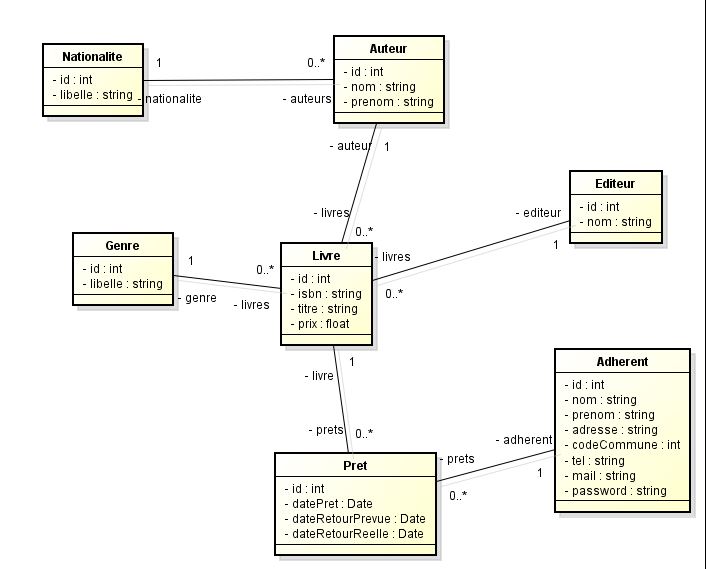 Nationalite
- id : int
- libelle : string
1
0..*
- nationalite
- auteurs
Auteur
- id : int
- nom : string
- prenom : string
- auteur
1
- livres
0..*
Editeur
- id : int
- nom : string
- editeur
1
- livres
0..*
Genre
- id : int
- libelle : string
1
0..*
- genre
- livres
Livre
- id : int
- isbn : string
- titre : string
- prix : float
1
- livre
- prets
0..*
Pret
- id : int
- datePret : Date
- dateRetourPrevue : Date
- dateRetourReelle : Date
- prets
0..*
- adherent
1
Adherent
- id : int
- nom : string
- prenom : string
- adresse : string
- codeCommune : int
- tel : string
- mail : string
- password : string